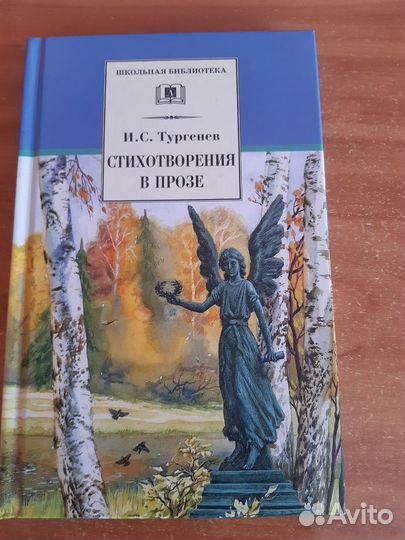 ШКОЛЬНАЯ БИБЛИОТЕКА
И.С. Тургенев
СТИХОТВОРЕНИЯ
В ПРОЗЕ
Avito